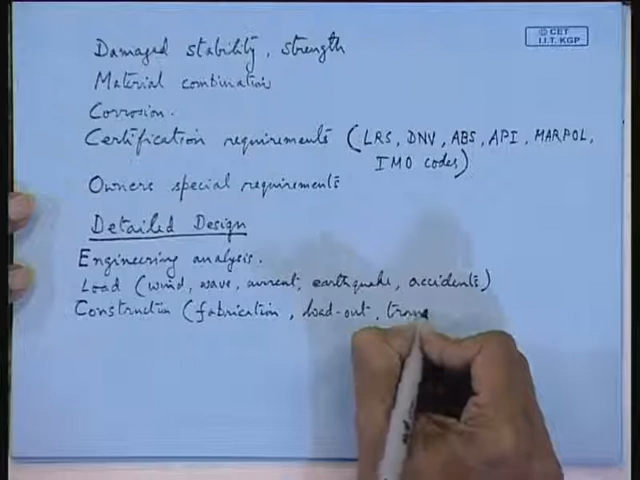 © CET
I.I.T. KGP
Damaged stability, strength
Material combination
Corrosion.
Certification requirements (LRS, DNV, ABS, API, MARPOL,
IMO codes)
Owners special requirements
Detailed Design
Engineering analysis.
Load (wind, wave, current, earthquake, accidents)
Construction (fabrication, load-out, tran